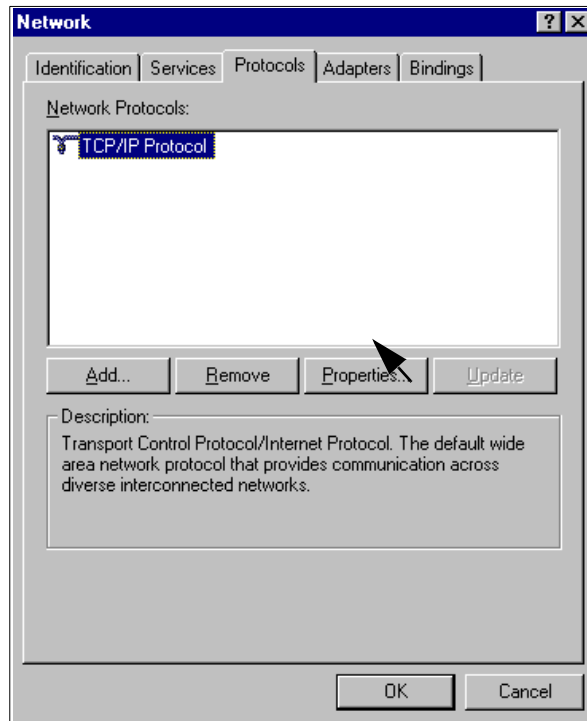 Network
Identification Services Protocols Adapters Bindings
Network Protocols:
TCP/IP Protocol
Add... Remove Properties... Update
Description:
Transport Control Protocol/Internet Protocol. The default wide
area network protocol that provides communication across
diverse interconnected networks.
OK Cancel